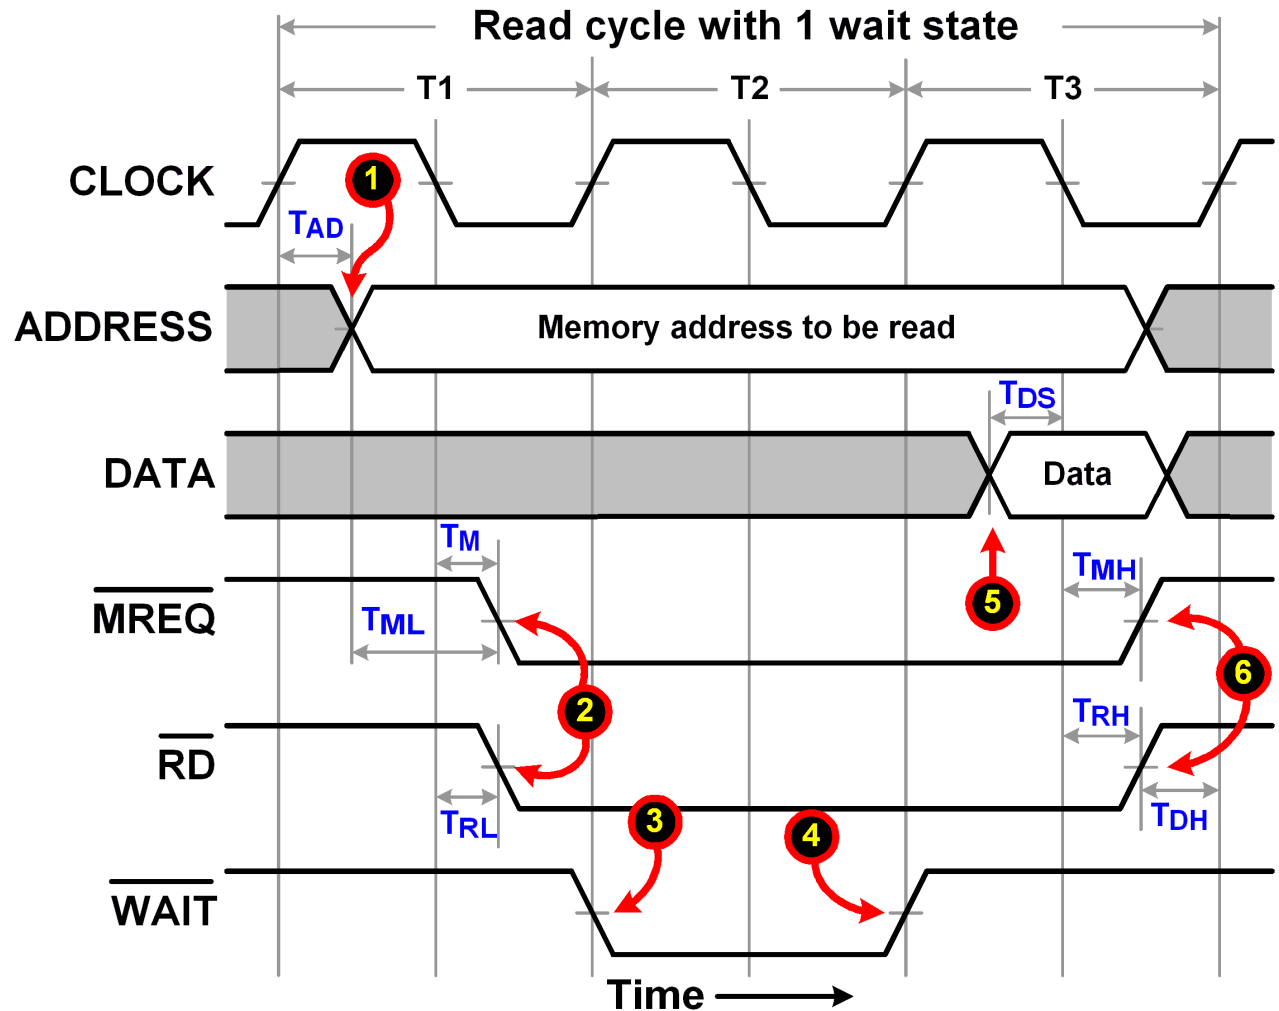 Read cycle with 1 wait state
T1 T2 T3
CLOCK
1
TAD
ADDRESS
Memory address to be read
TDS
DATA
Data
TM
TMH
MREQ
5
TML
6
2
TRH
RD
TRL
3
4
TDH
WAIT
Time